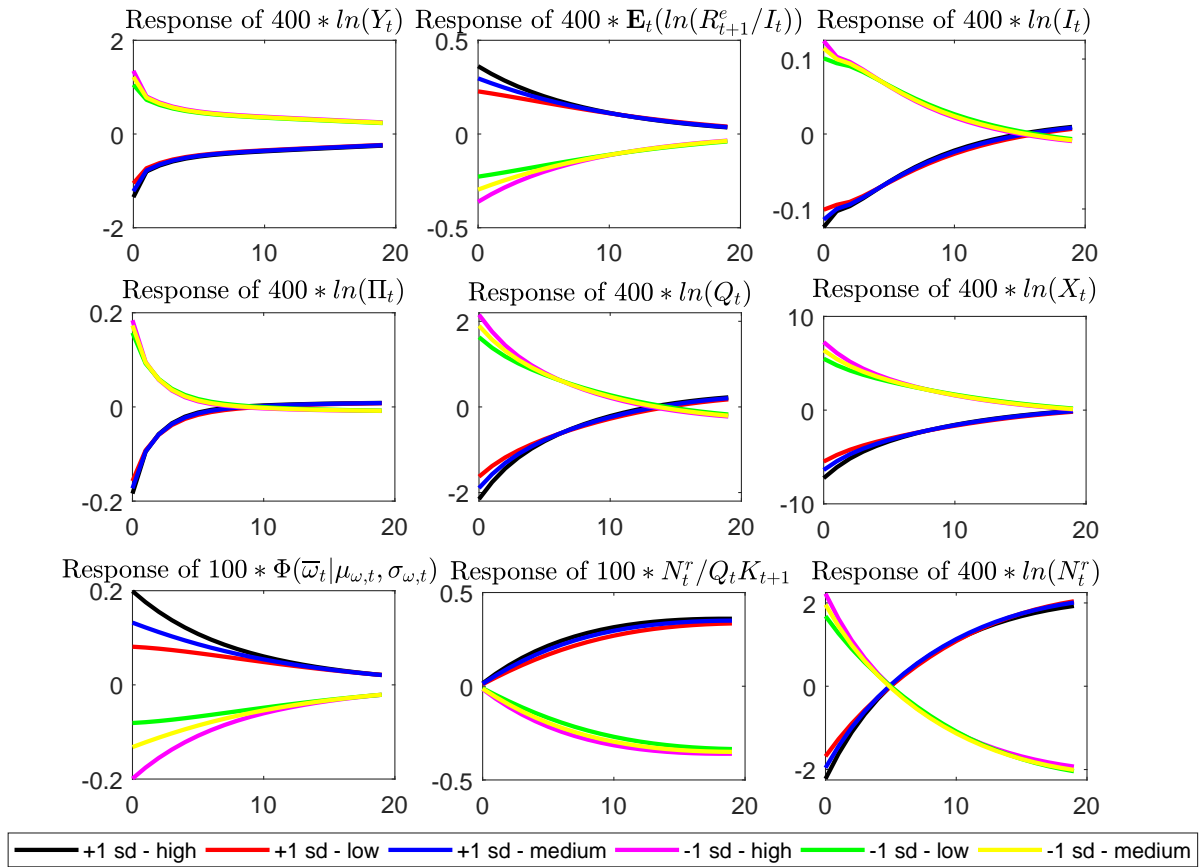 Response of 400 ∗ ln(Y_t)
2
0
-2
0 10 20
Response of 400 ∗ E_t(ln(R^e_{t+1}/I_t))
0.5
0
-0.5
0 10 20
Response of 400 ∗ ln(I_t)
0.1
0
-0.1
0 10 20
Response of 400 ∗ ln(Π_t)
0.2
0
-0.2
0 10 20
Response of 400 ∗ ln(Q_t)
2
0
-2
0 10 20
Response of 400 ∗ ln(X_t)
10
0
-10
0 10 20
Response of 100 ∗ Φ(ω̅_t|μ_{ω,t}, σ_{ω,t})
0.2
0
-0.2
0 10 20
Response of 100 ∗ N^r_t/Q_tK_{t+1}
0.5
0
-0.5
0 10 20
Response of 400 ∗ ln(N^r_t)
2
0
-2
0 10 20
+1 sd - high +1 sd - low +1 sd - medium -1 sd - high -1 sd - low -1 sd - medium